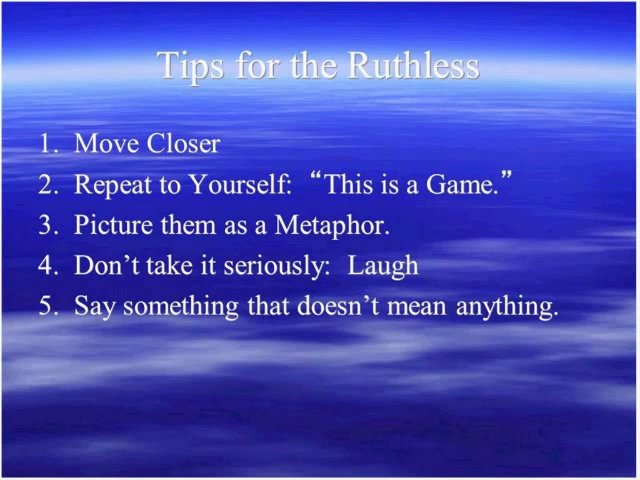 Tips for the Ruthless
1. Move Closer
2. Repeat to Yourself: “This is a Game.”
3. Picture them as a Metaphor.
4. Don’t take it seriously: Laugh
5. Say something that doesn’t mean anything.